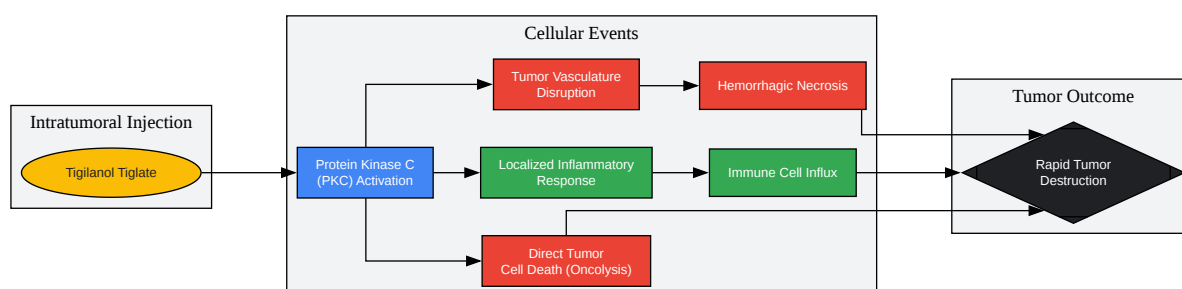 Cellular Events
Tumor Vasculature
Disruption
Hemorrhagic Necrosis
Tumor Outcome
Intratumoral Injection
Tigilanol Tiglate
Protein Kinase C
(PKC) Activation
Localized Inflammatory
Response
Immune Cell Influx
Rapid Tumor
Destruction
Direct Tumor
Cell Death (Oncolysis)